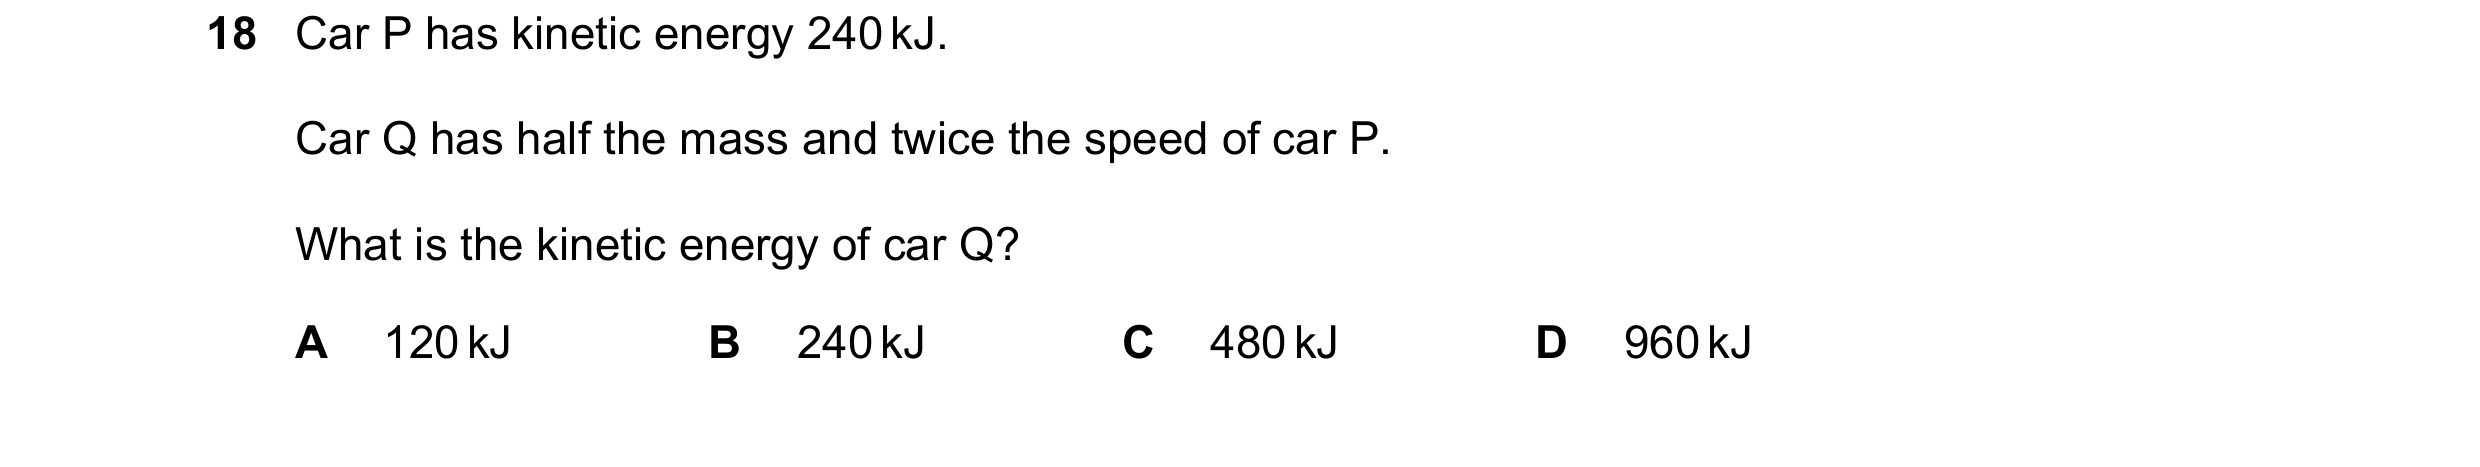 18 Car P has kinetic energy 240 kJ.
Car Q has half the mass and twice the speed of car P.
What is the kinetic energy of car Q?
A 120 kJ B 240 kJ C 480 kJ D 960 kJ